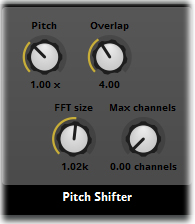 Pitch Overlap
1.00 x 4.00
FFT size Max channels
1.02k 0.00 channels
Pitch Shifter